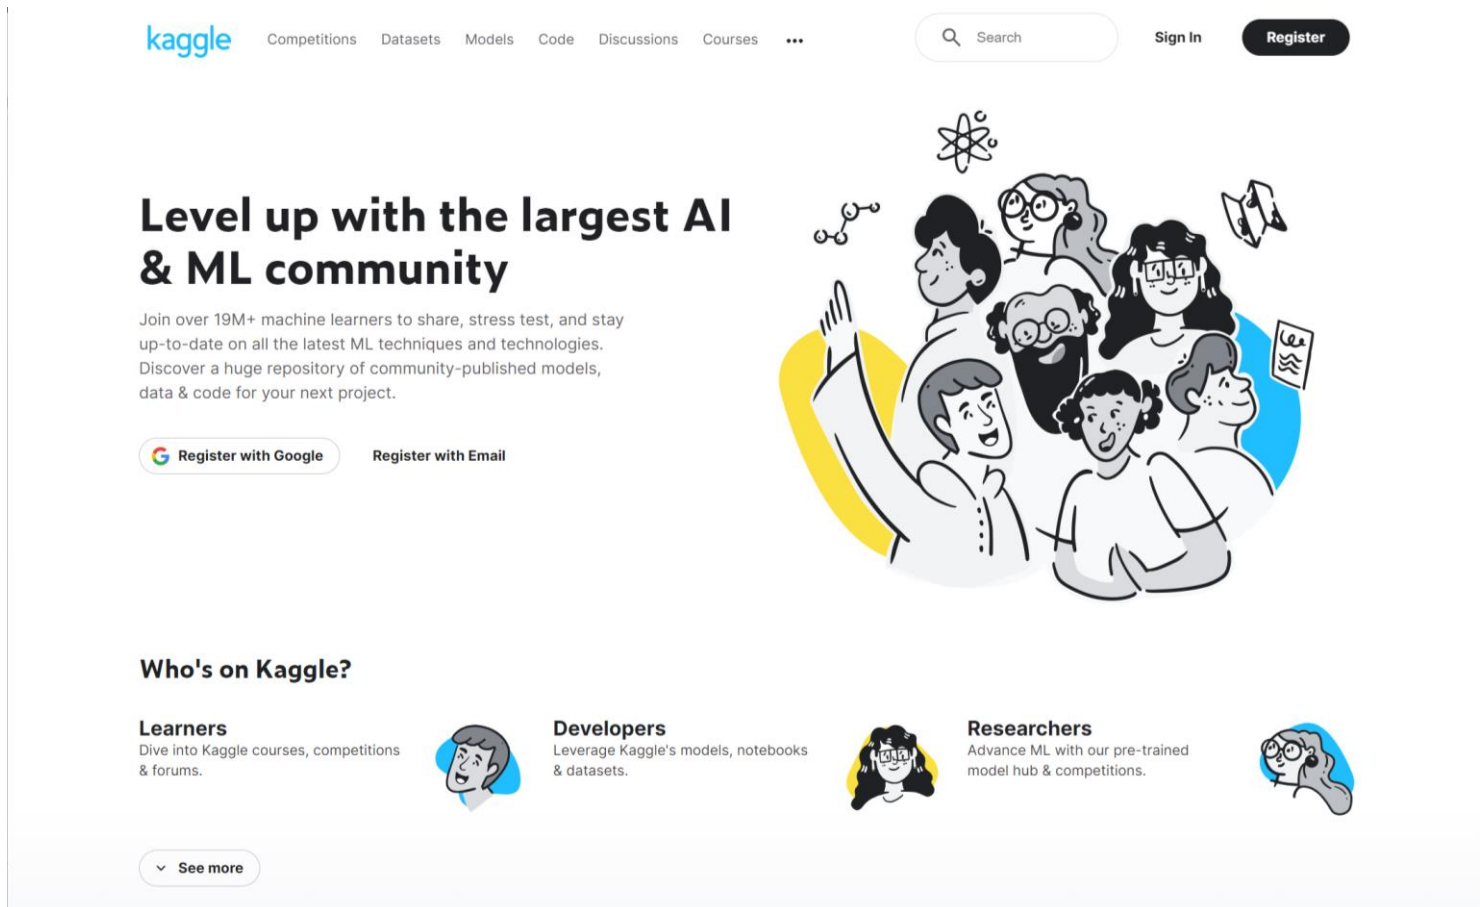 kaggle
Competitions
Datasets
Models
Code
Discussions
Courses
Search
Sign In
Register
Level up with the largest AI
& ML community
Join over 19M+ machine learners to share, stress test, and stay
up-to-date on all the latest ML techniques and technologies.
Discover a huge repository of community-published models,
data & code for your next project.
Register with Google
Register with Email
Who's on Kaggle?
Learners
Dive into Kaggle courses, competitions
& forums.
Developers
Leverage Kaggle's models, notebooks
& datasets.
Researchers
Advance ML with our pre-trained
model hub & competitions.
See more